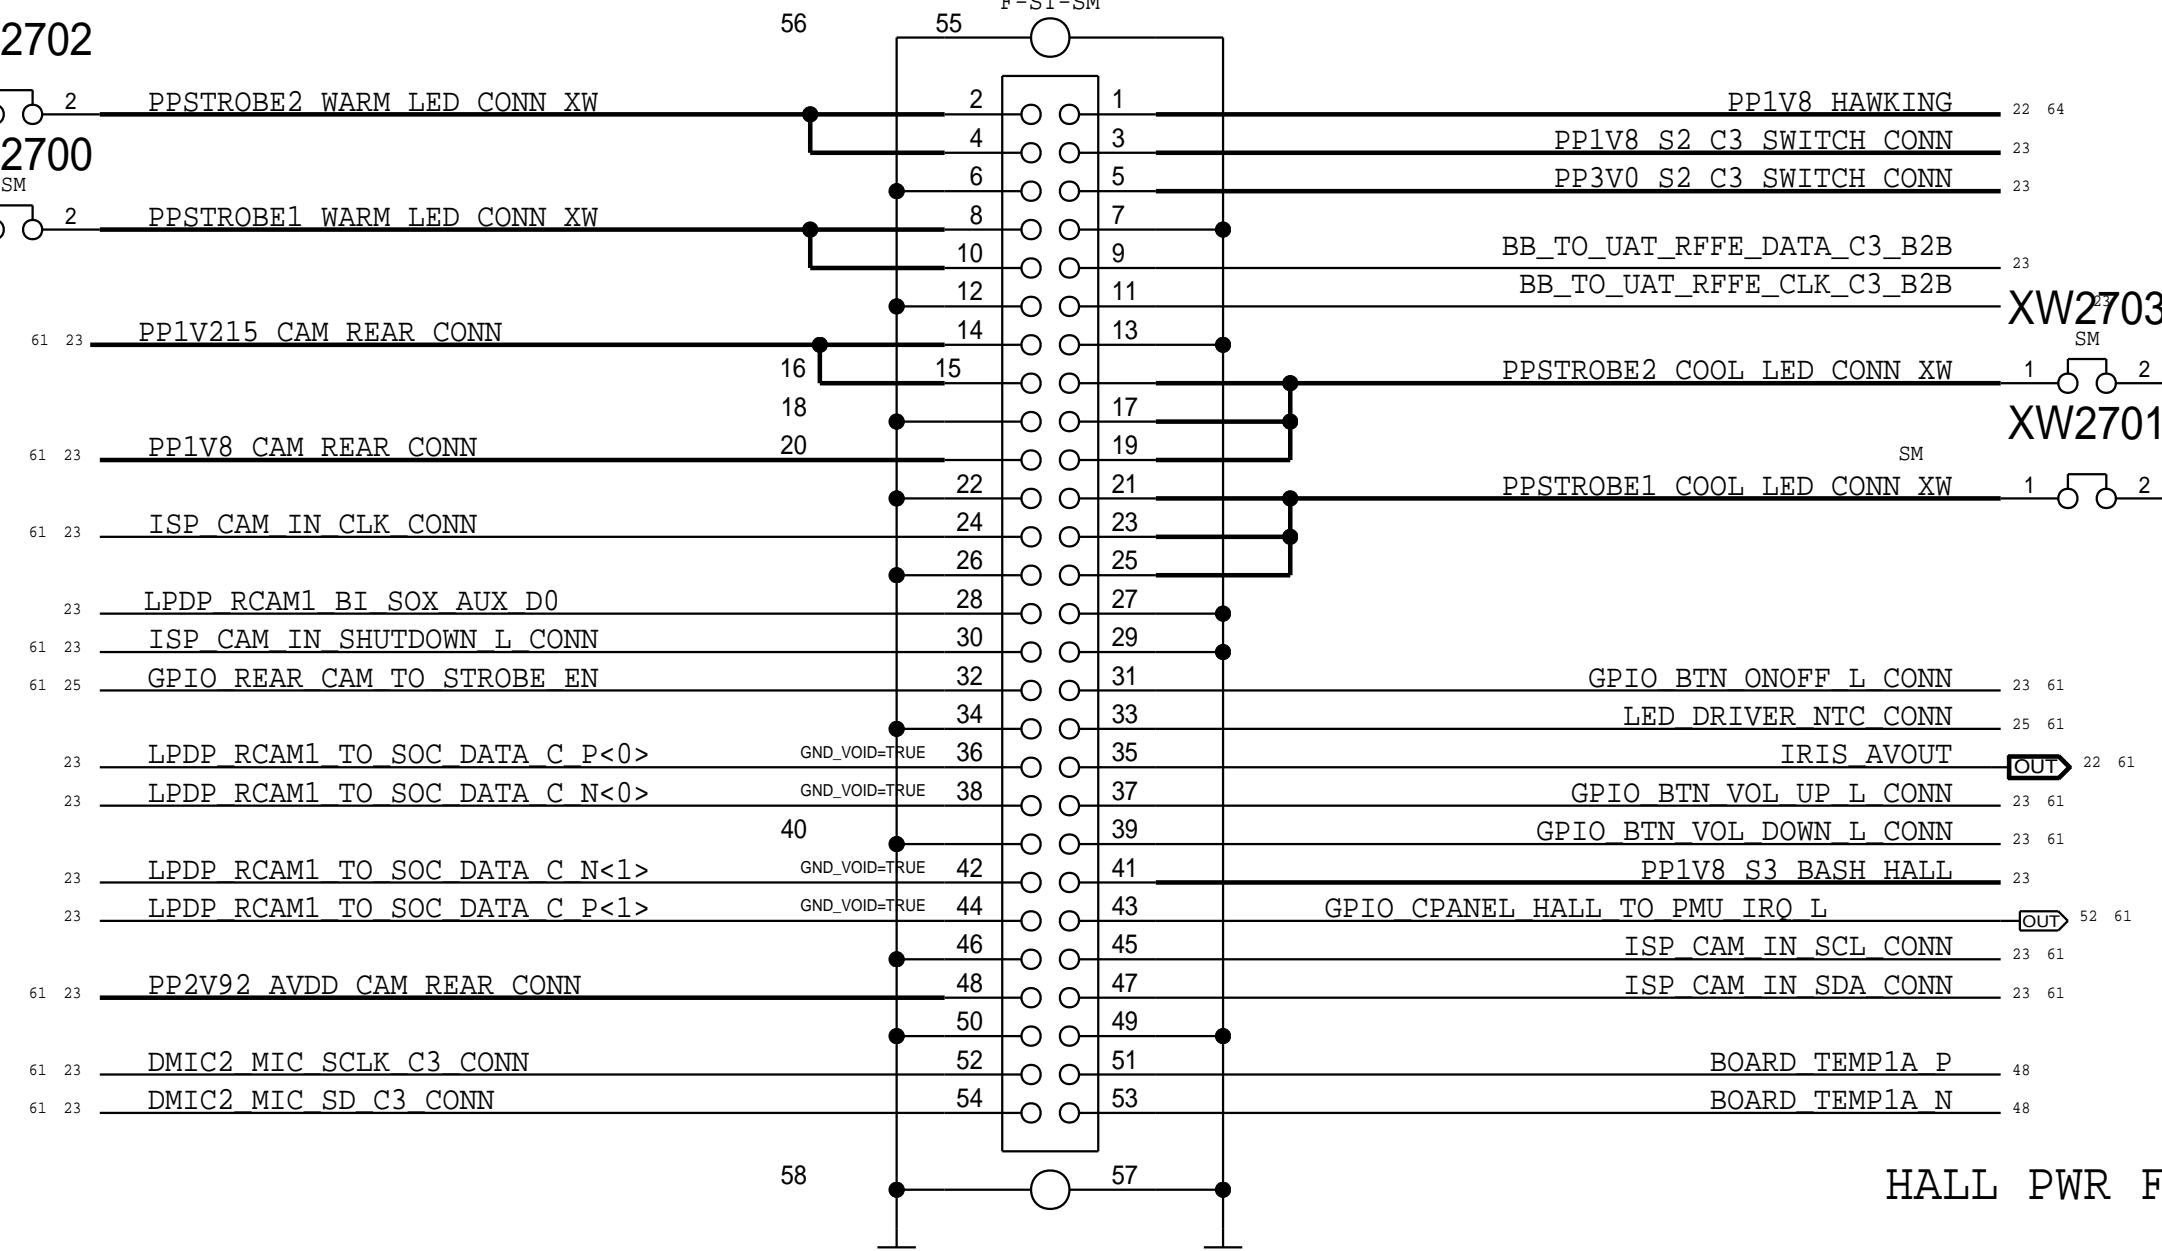 F-ST-SM
56 55
2702
2 PPSTROBE2_WARM_LED_CONN_XW 2 1 PP1V8_HAWKING 22 64
4 3 PP1V8_S2_C3_SWITCH_CONN 23
2700
SM
6 5 PP3V0_S2_C3_SWITCH_CONN 23
2 PPSTROBE1_WARM_LED_CONN_XW 8 7
10 9 BB_TO_UAT_RFFE_DATA_C3_B2B 23
12 11 BB_TO_UAT_RFFE_CLK_C3_B2B 23
XW2703
SM
61 23 PP1V215_CAM_REAR_CONN 14 13
16 15 PPSTROBE2_COOL_LED_CONN_XW 1 2
18 17
XW2701
SM
61 23 PP1V8_CAM_REAR_CONN 20 19
22 21 PPSTROBE1_COOL_LED_CONN_XW 1 2
61 23 ISP_CAM_IN_CLK_CONN 24 23
26 25
23 LPDP_RCAM1_BI_SOX_AUX_D0 28 27
61 23 ISP_CAM_IN_SHUTDOWN_L_CONN 30 29
61 25 GPIO_REAR_CAM_TO_STROBE_EN 32 31 GPIO_BTN_ONOFF_L_CONN 23 61
34 33 LED_DRIVER_NTC_CONN 25 61
23 LPDP_RCAM1_TO_SOC_DATA_C_P<0> GND_VOID=TRUE 36 35 IRIS_AVOUT OUT 22 61
23 LPDP_RCAM1_TO_SOC_DATA_C_N<0> GND_VOID=TRUE 38 37 GPIO_BTN_VOL_UP_L_CONN 23 61
40 39 GPIO_BTN_VOL_DOWN_L_CONN 23 61
23 LPDP_RCAM1_TO_SOC_DATA_C_N<1> GND_VOID=TRUE 42 41 PP1V8_S3_BASH_HALL 23
23 LPDP_RCAM1_TO_SOC_DATA_C_P<1> GND_VOID=TRUE 44 43 GPIO_CPANEL_HALL_TO_PMU_IRQ_L OUT 52 61
46 45 ISP_CAM_IN_SCL_CONN 23 61
61 23 PP2V92_AVDD_CAM_REAR_CONN 48 47 ISP_CAM_IN_SDA_CONN 23 61
50 49
61 23 DMIC2_MIC_SCLK_C3_CONN 52 51 BOARD_TEMP1A_P 48
61 23 DMIC2_MIC_SD_C3_CONN 54 53 BOARD_TEMP1A_N 48
58 57
HALL PWR F